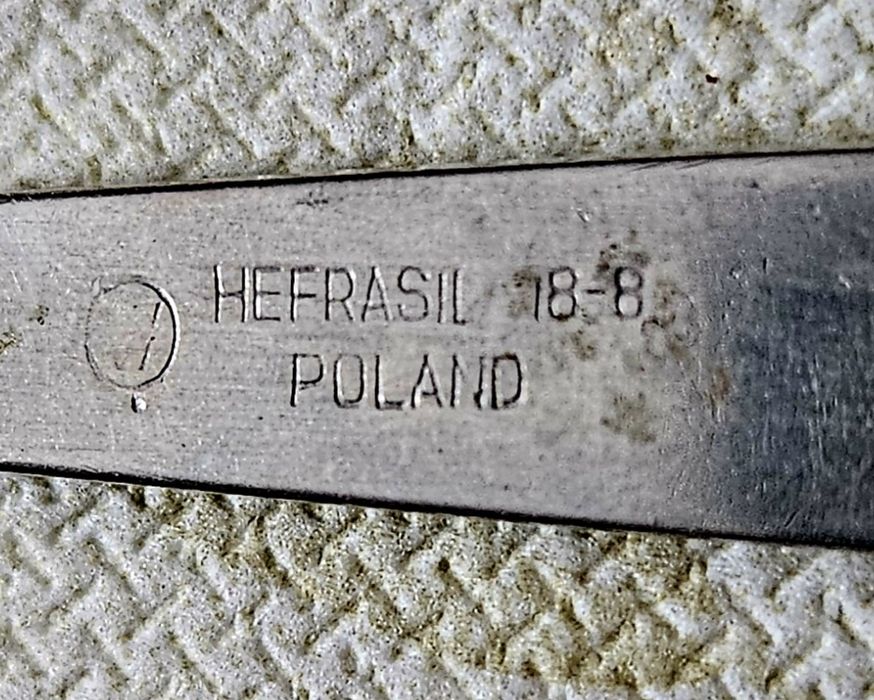 HEFRASIL 18-8
POLAND